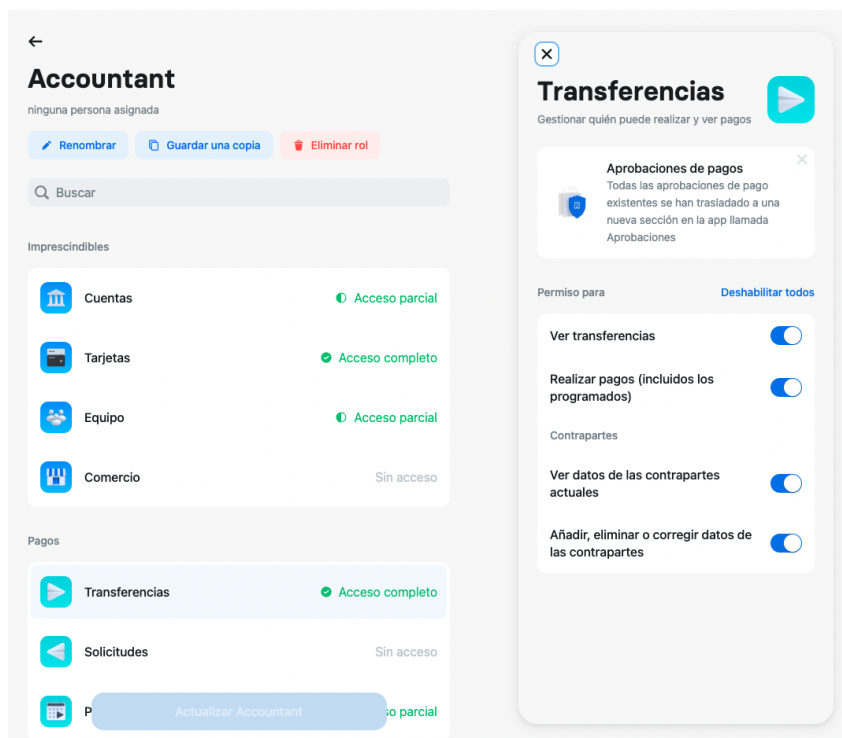 Accountant
ninguna persona asignada
Renombrar
Guardar una copia
Eliminar rol
Buscar
Imprescindibles
Cuentas
Acceso parcial
Tarjetas
Acceso completo
Equipo
Acceso parcial
Comercio
Sin acceso
Pagos
Transferencias
Acceso completo
Solicitudes
Sin acceso
P
Actualizar Accountant
so parcial
Transferencias
Gestionar quién puede realizar y ver pagos
Aprobaciones de pagos
Todas las aprobaciones de pago
existentes se han trasladado a una
nueva sección en la app llamada
Aprobaciones
Permiso para
Deshabilitar todos
Ver transferencias
Realizar pagos (incluidos los
programados)
Contrapartes
Ver datos de las contrapartes
actuales
Añadir, eliminar o corregir datos de
las contrapartes